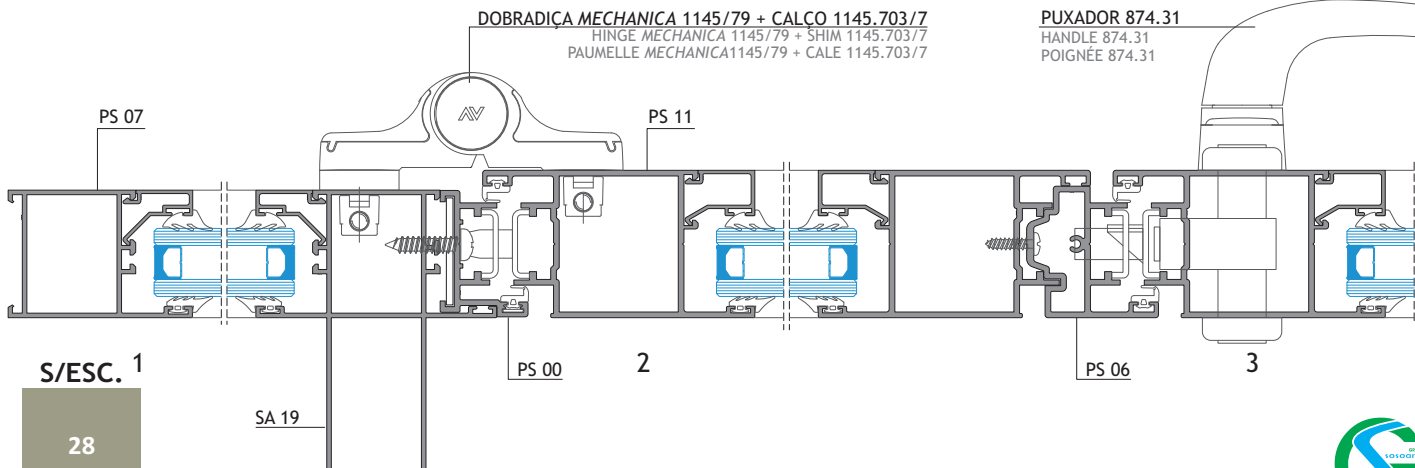 DOBRADIÇA MECHANICA 1145/79 + CALÇO 1145.703/7
HINGE MECHANICA 1145/79 + SHIM 1145.703/7
PAUMELLE MECHANICA1145/79 + CALE 1145.703/7
PUXADOR 874.31
HANDLE 874.31
POIGNÉE 874.31
PS 07
PS 11
S/ESC.
1
PS 00
2
PS 06
3
SA 19
28